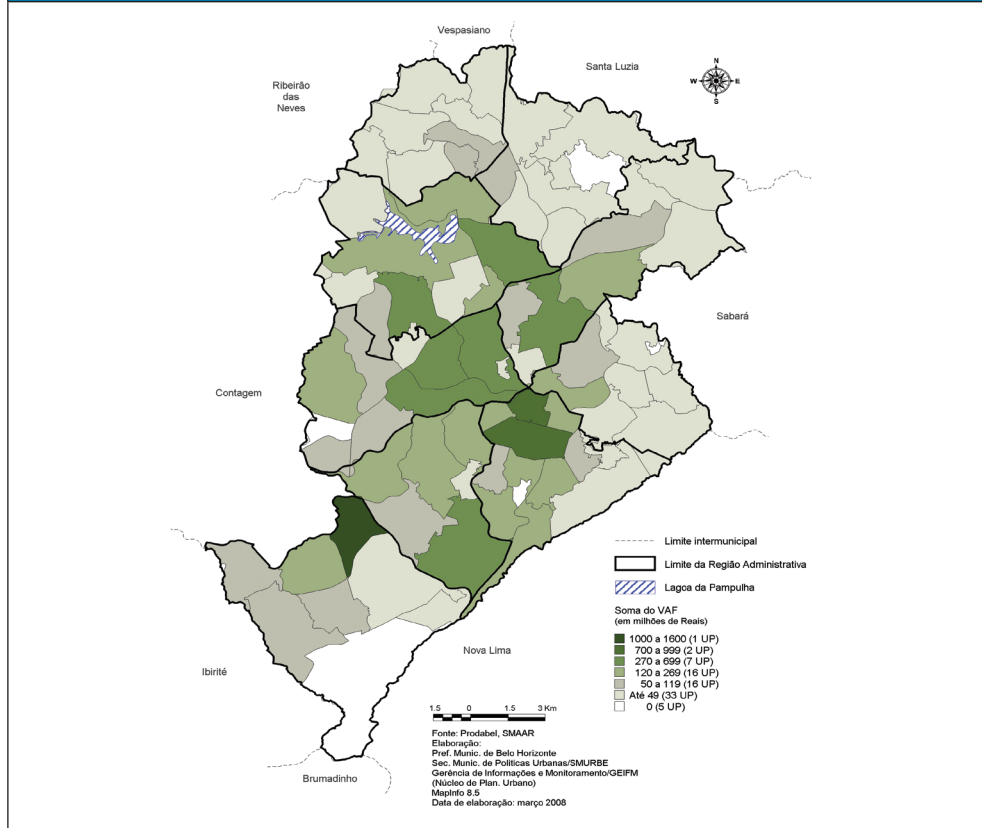 Vespasiano
Santa Luzia
Ribeirão
das
Neves
N
W
E
S
Sabará
Contagem
Limite intermunicipal
Limite da Região Administrativa
Lagoa da Pampulha
Soma do VAF
(em milhões de Reais)
1000 a 1600 (1 UP)
700 a 999 (2 UP)
270 a 699 (7 UP)
120 a 269 (16 UP)
50 a 119 (16 UP)
Até 49 (33 UP)
0 (5 UP)
Nova Lima
Ibirité
1.5 0 1.5 3 Km
Fonte: Prodabel, SMAAR
Elaboração:
Pref. Munic. de Belo Horizonte
Sec. Munic. de Politicas Urbanas/SMURBE
Gerência de Informações e Monitoramento/GEIFM
(Núcleo de Plan. Urbano)
MapInfo 8.5
Data de elaboração: março 2008
Brumadinho